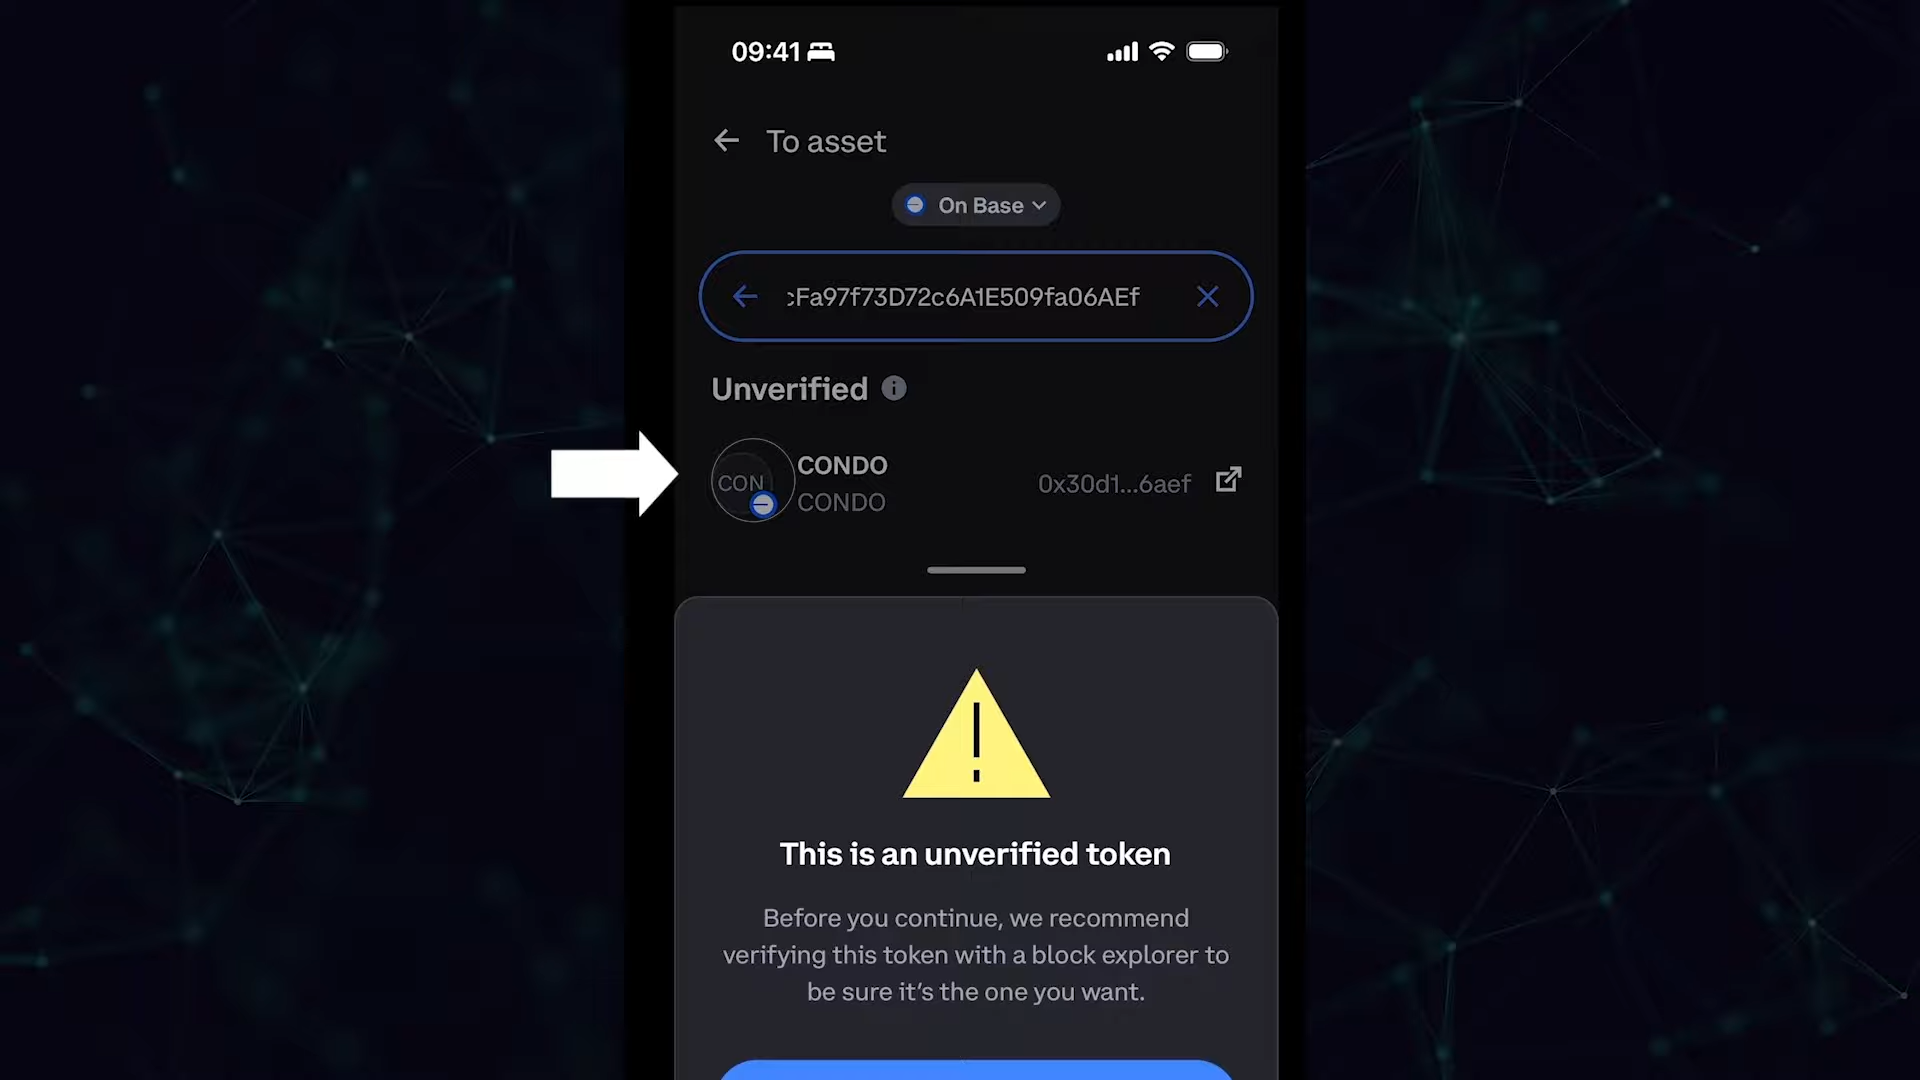 09:41
To asset
On Base
:Fa97f73D72c6A1E509fa06AEf
Unverified
CON
CONDO
CONDO
0x30d1...6aef
This is an unverified token
Before you continue, we recommend
verifying this token with a block explorer to
be sure it's the one you want.